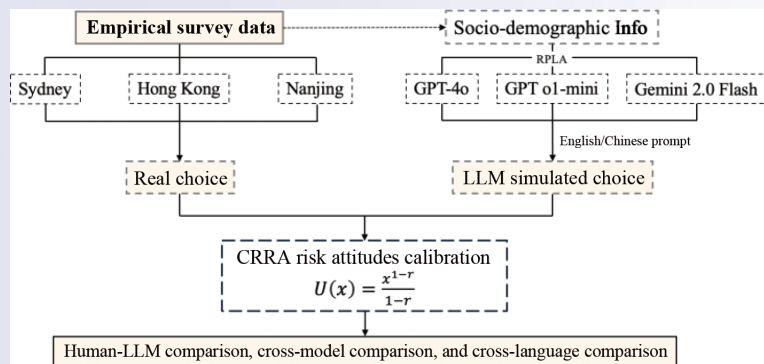 Empirical survey data
Socio-demographic Info
RPLA
Sydney
Hong Kong
Nanjing
GPT-4o
GPT o1-mini
Gemini 2.0 Flash
English/Chinese prompt
Real choice
LLM simulated choice
CRRA risk attitudes calibration
U(x) = x^{1-r} / 1-r
Human-LLM comparison, cross-model comparison, and cross-language comparison